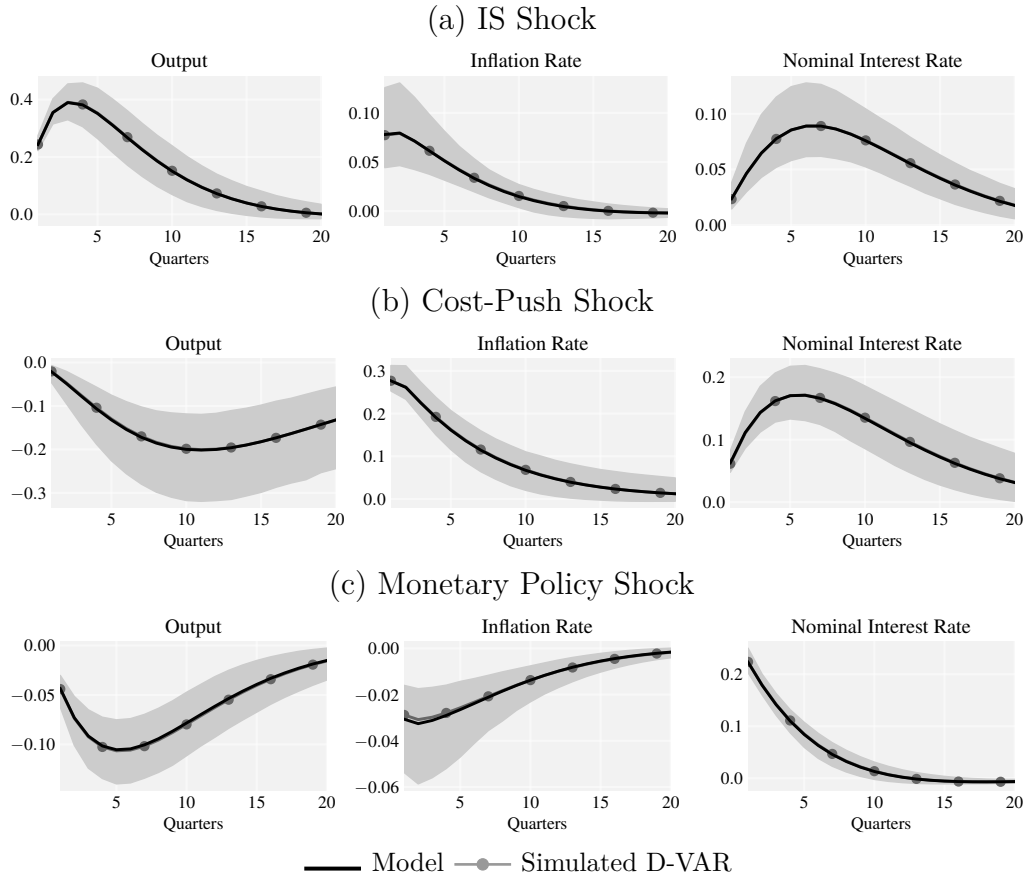 (a) IS Shock
Output Inflation Rate Nominal Interest Rate
0.4
0.2
0.0
5 10 15 20
Quarters
0.10
0.05
0.00
5 10 15 20
Quarters
0.10
0.05
0.00
5 10 15 20
Quarters
(b) Cost-Push Shock
Output Inflation Rate Nominal Interest Rate
0.0
−0.1
−0.2
−0.3
5 10 15 20
Quarters
0.3
0.2
0.1
0.0
5 10 15 20
Quarters
0.2
0.1
0.0
5 10 15 20
Quarters
(c) Monetary Policy Shock
Output Inflation Rate Nominal Interest Rate
0.00
−0.05
−0.10
5 10 15 20
Quarters
0.00
−0.02
−0.04
−0.06
5 10 15 20
Quarters
0.2
0.1
0.0
5 10 15 20
Quarters
Model Simulated D-VAR